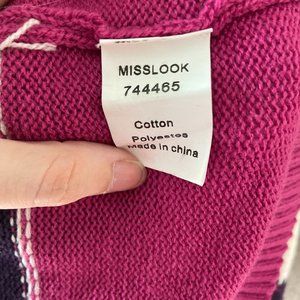 MISSLOOK
744465
Cotton
Polyestes
Made in china